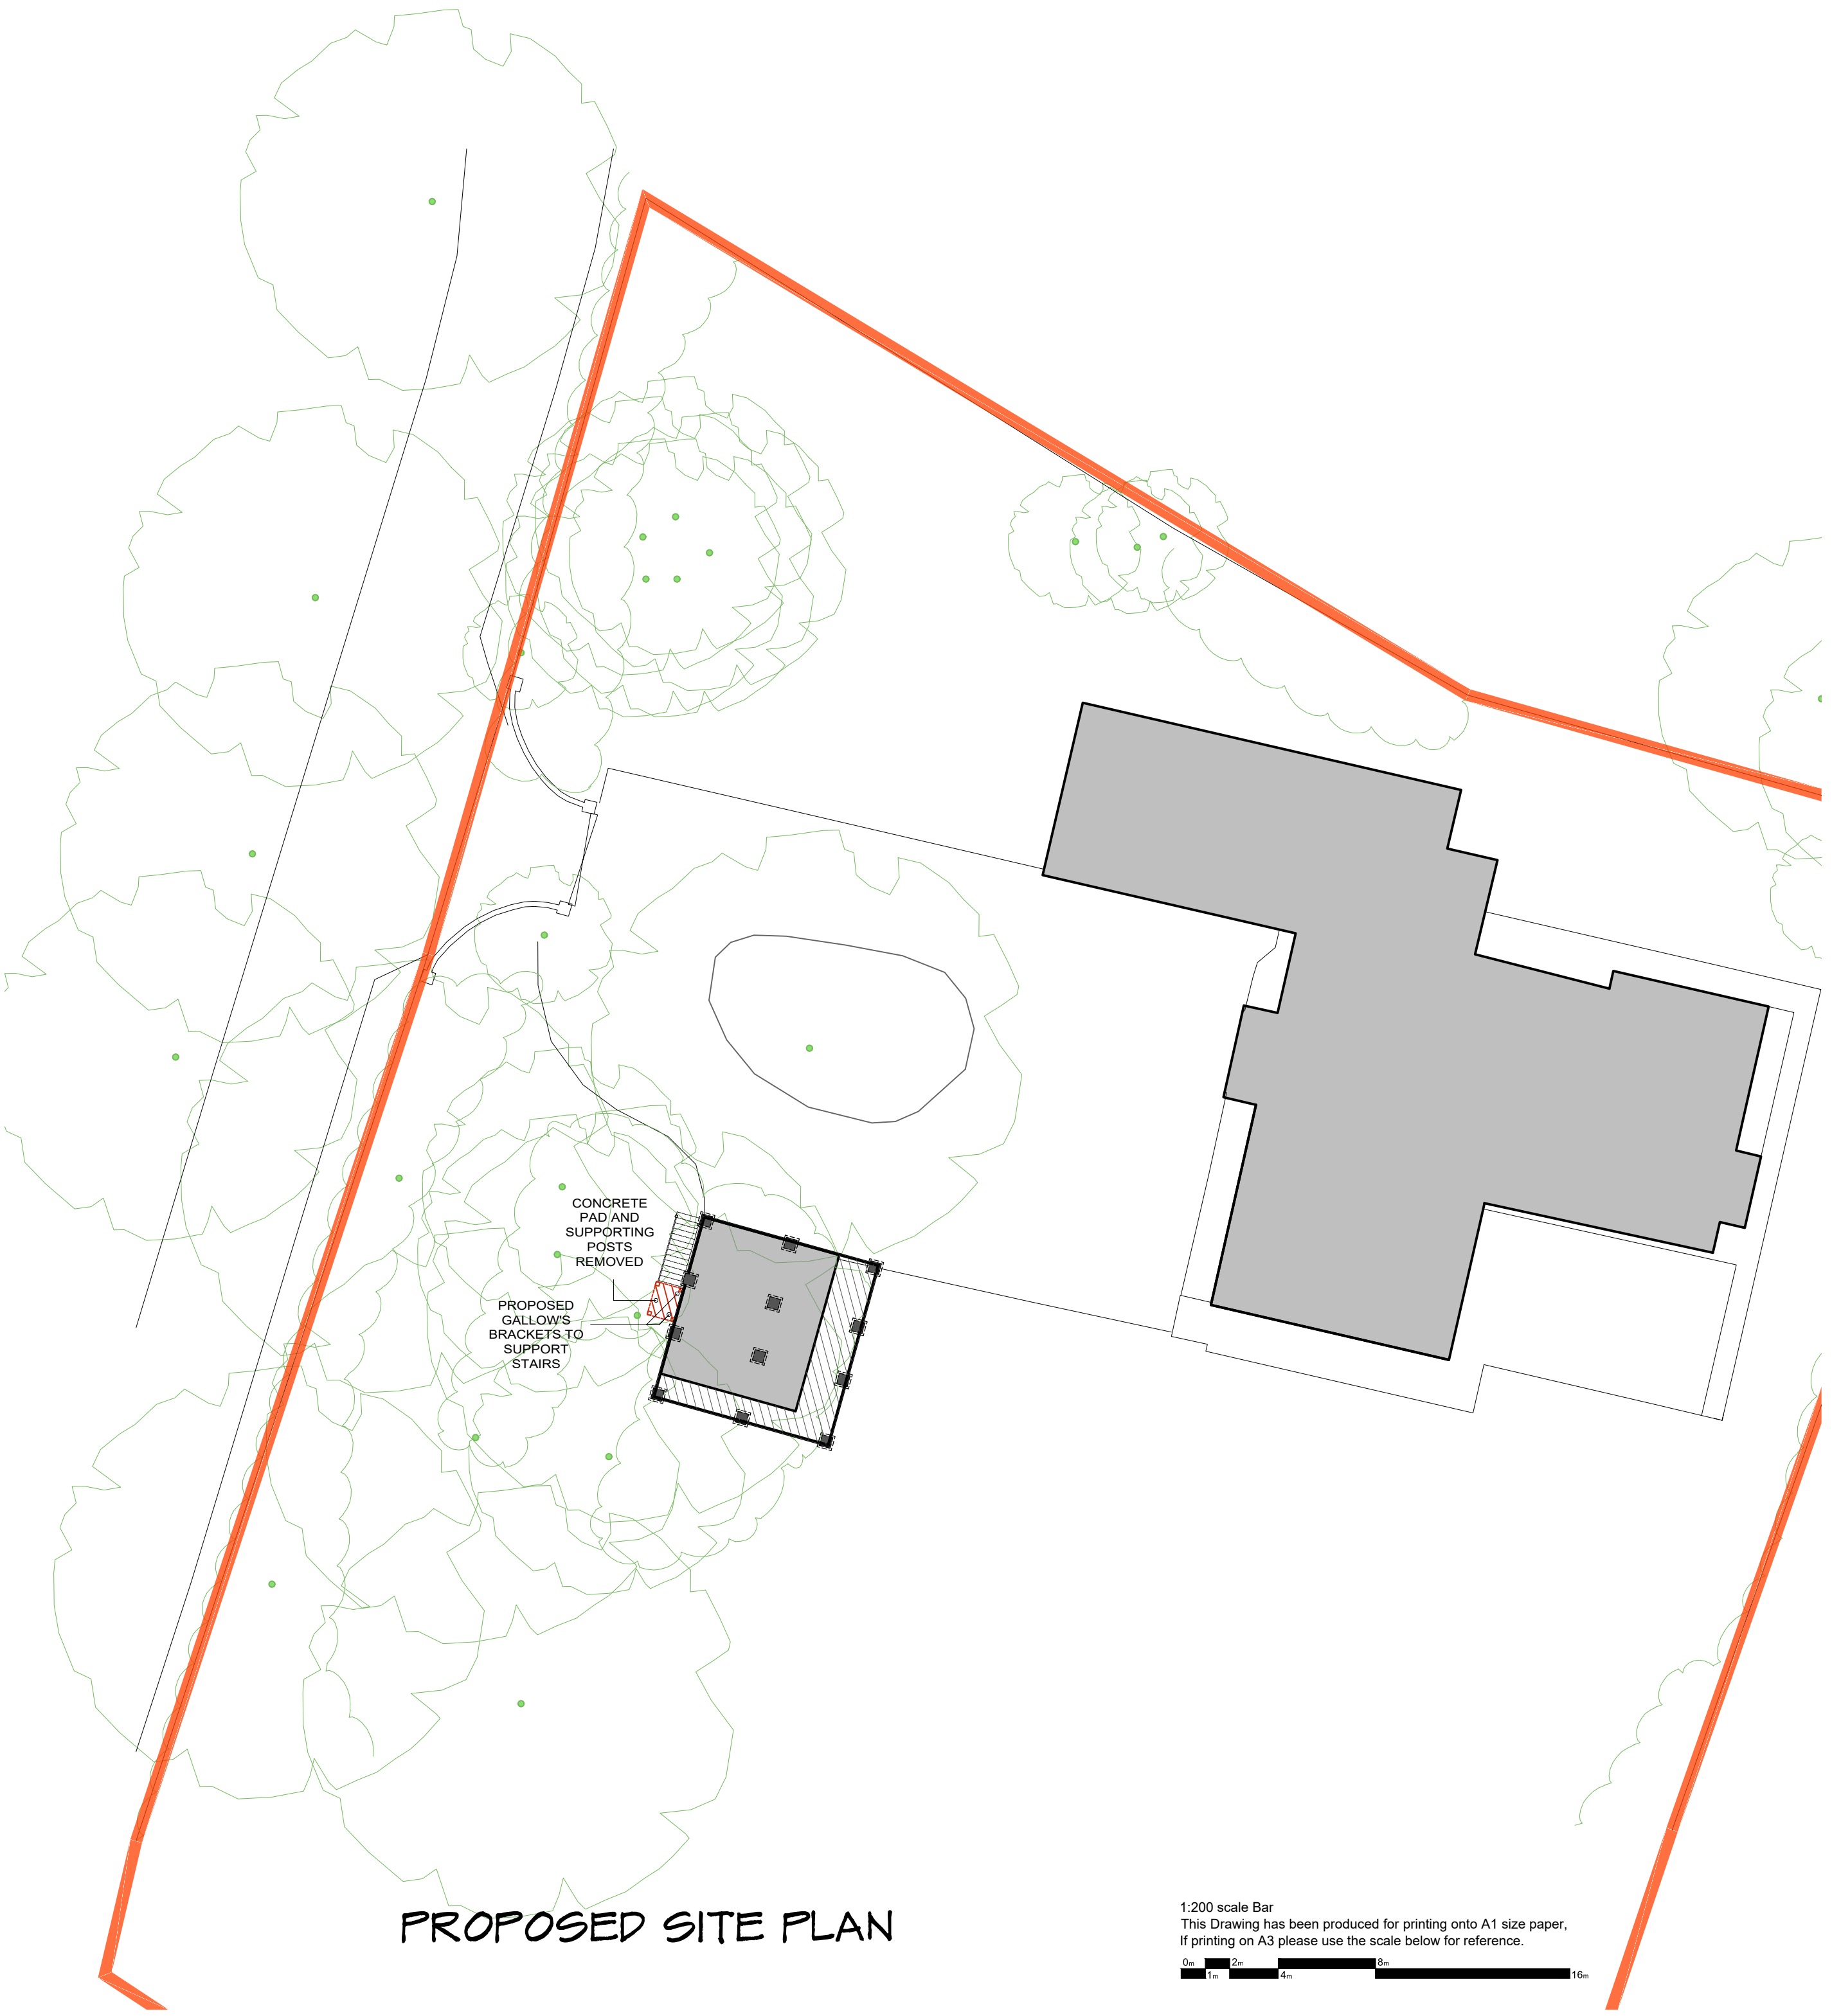 CONCRETE
PAD AND
SUPPORTING
POSTS
REMOVED
PROPOSED
GALLOW'S
BRACKETS TO
SUPPORT
STAIRS
PROPOSED SITE PLAN
1:200 scale Bar
This Drawing has been produced for printing onto A1 size paper,
If printing on A3 please use the scale below for reference.
0m 2m 8m
1m 4m 16m